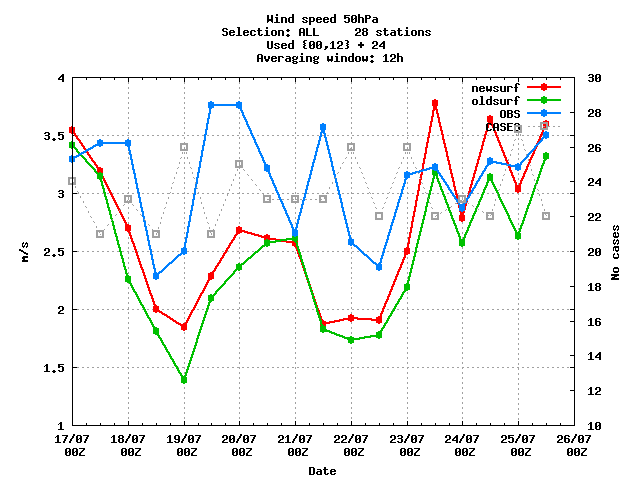 Wind speed 50hPa
Selection: ALL 28 stations
Used {00,12} + 24
Averaging window: 12h
newsurf
oldsurf
OBS
CASES
4
3.5
3
2.5
2
1.5
1
30
28
26
24
22
20
18
16
14
12
10
m/s
No cases
17/07 18/07 19/07 20/07 21/07 22/07 23/07 24/07 25/07 26/07
00Z 00Z 00Z 00Z 00Z 00Z 00Z 00Z 00Z 00Z
Date